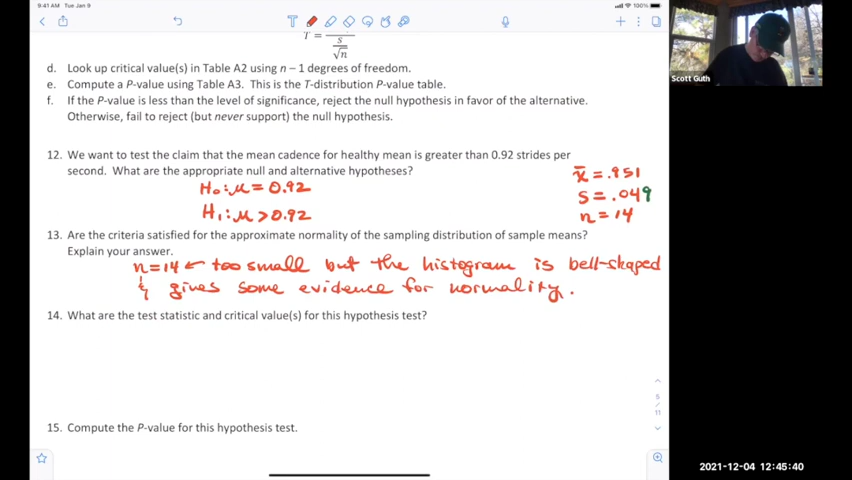 9:41 AM Tue Jan 9
100%
T = s/√n
d. Look up critical value(s) in Table A2 using n – 1 degrees of freedom.
e. Compute a P-value using Table A3. This is the T-distribution P-value table.
f. If the P-value is less than the level of significance, reject the null hypothesis in favor of the alternative.
Otherwise, fail to reject (but never support) the null hypothesis.
12. We want to test the claim that the mean cadence for healthy mean is greater than 0.92 strides per
second. What are the appropriate null and alternative hypotheses?
x̄ = .951
H₀: μ = 0.92
s = .049
H₁: μ > 0.92
n = 14
13. Are the criteria satisfied for the approximate normality of the sampling distribution of sample means?
Explain your answer.
n = 14 ← too small but the histogram is bell-shaped
& gives some evidence for normality.
14. What are the test statistic and critical value(s) for this hypothesis test?
15. Compute the P-value for this hypothesis test.
5
/
11
Scott Guth
2021-12-04 12:45:40